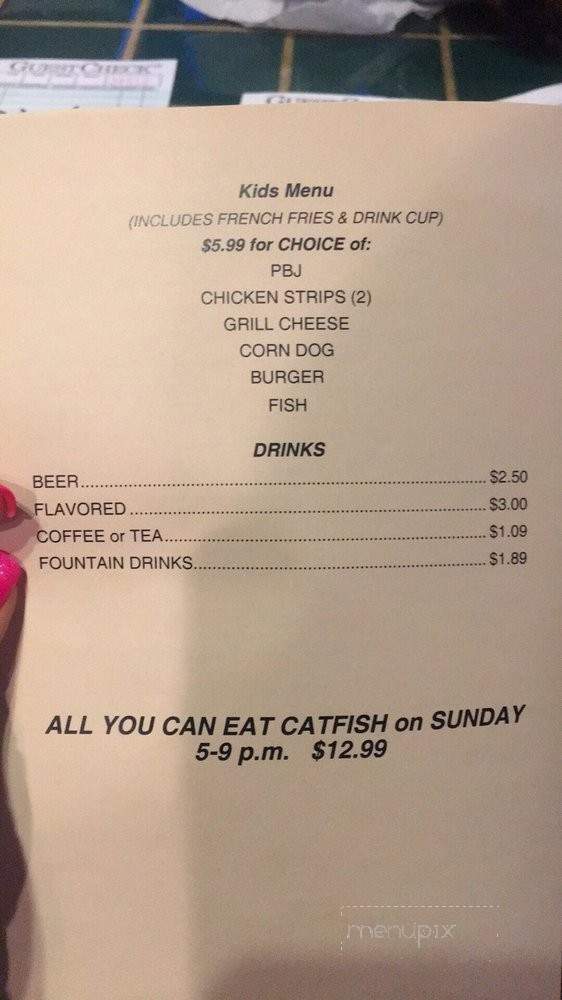 GUEST CHECK
Kids Menu
(INCLUDES FRENCH FRIES & DRINK CUP)
$5.99 for CHOICE of:
PBJ
CHICKEN STRIPS (2)
GRILL CHEESE
CORN DOG
BURGER
FISH
DRINKS
BEER........................ $2.50
FLAVORED........................ $3.00
COFFEE or TEA........................ $1.09
FOUNTAIN DRINKS........................ $1.89
ALL YOU CAN EAT CATFISH on SUNDAY
5-9 p.m. $12.99
menupix